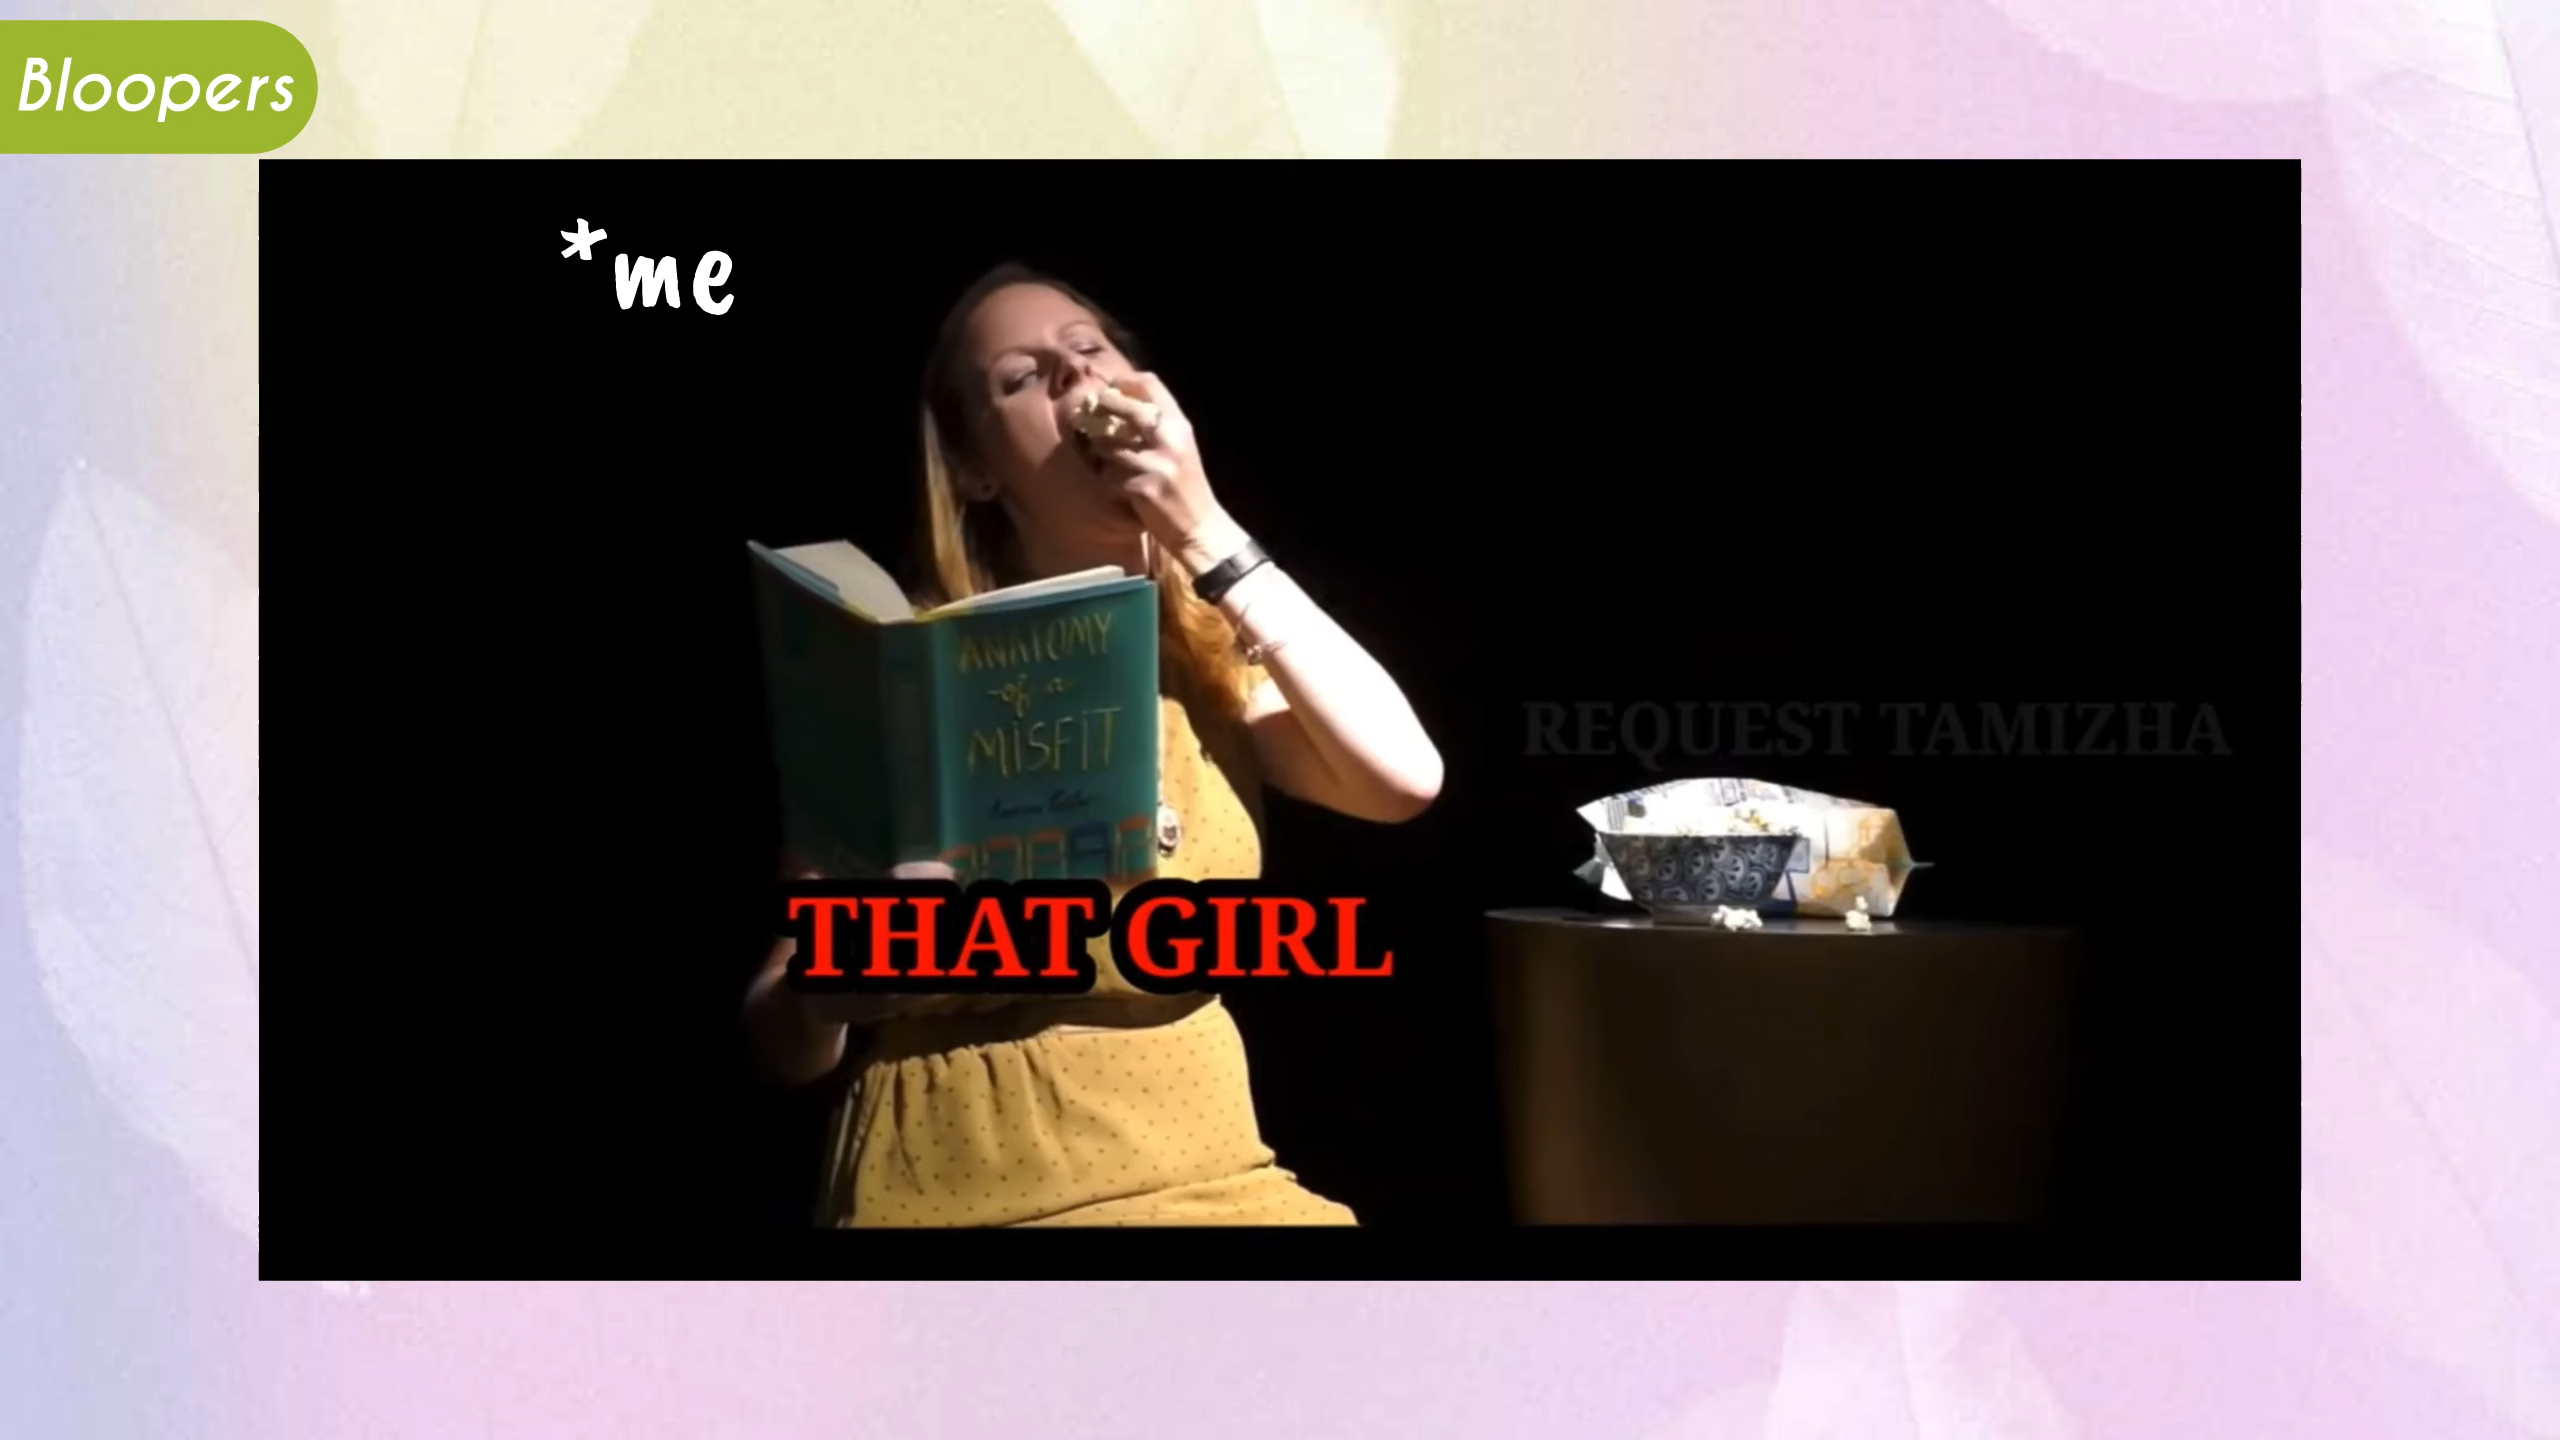 Bloopers
*me
ANATOMY
of a
MISFIT
REQUEST TAMIZHA
THAT GIRL